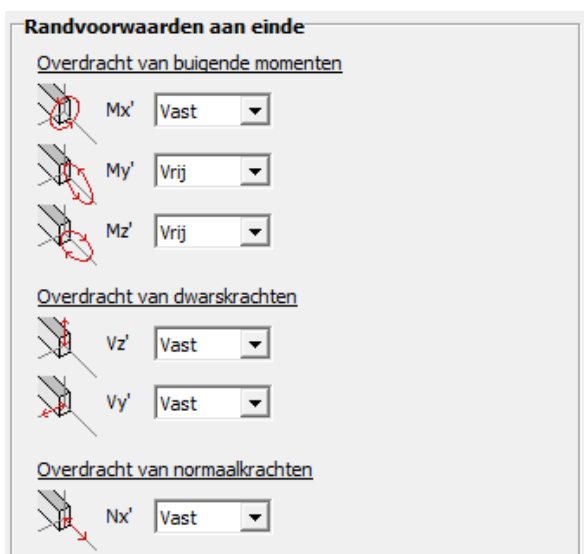 Randvoorwaarden aan einde
Overdracht van buigende momenten
Mx' Vast
My' Vrij
Mz' Vrij
Overdracht van dwarskrachten
Vz' Vast
Vy' Vast
Overdracht van normaalkrachten
Nx' Vast